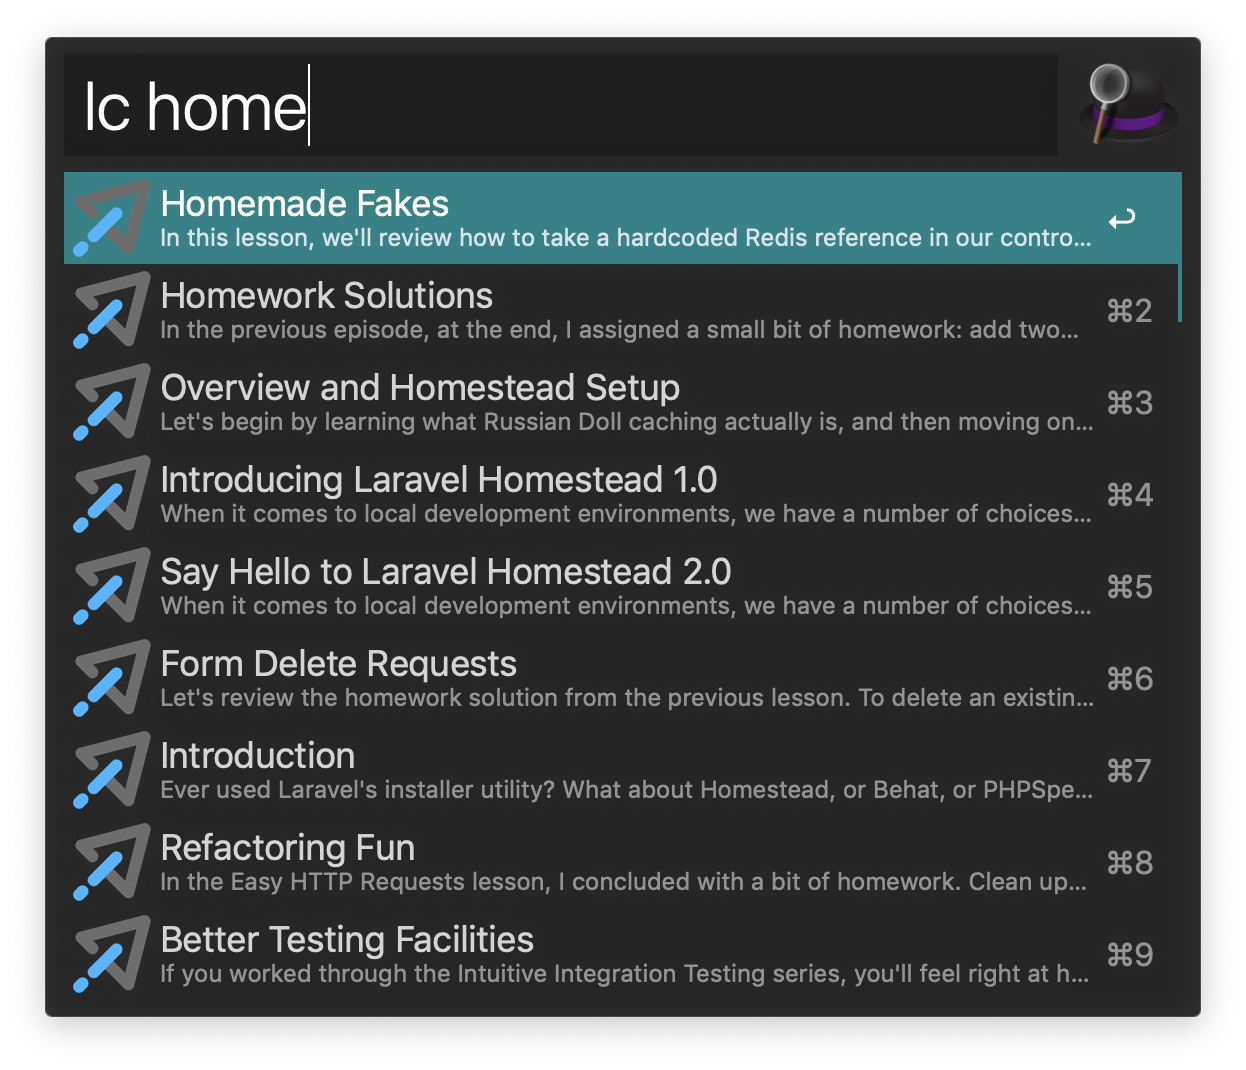 lc home
Homemade Fakes
In this lesson, we'll review how to take a hardcoded Redis reference in our contro...
Homework Solutions
In the previous episode, at the end, I assigned a small bit of homework: add two...
⌘2
Overview and Homestead Setup
Let's begin by learning what Russian Doll caching actually is, and then moving on...
⌘3
Introducing Laravel Homestead 1.0
When it comes to local development environments, we have a number of choices...
⌘4
Say Hello to Laravel Homestead 2.0
When it comes to local development environments, we have a number of choices...
⌘5
Form Delete Requests
Let's review the homework solution from the previous lesson. To delete an existin...
⌘6
Introduction
Ever used Laravel's installer utility? What about Homestead, or Behat, or PHPSpe...
⌘7
Refactoring Fun
In the Easy HTTP Requests lesson, I concluded with a bit of homework. Clean up...
⌘8
Better Testing Facilities
If you worked through the Intuitive Integration Testing series, you'll feel right at h...
⌘9